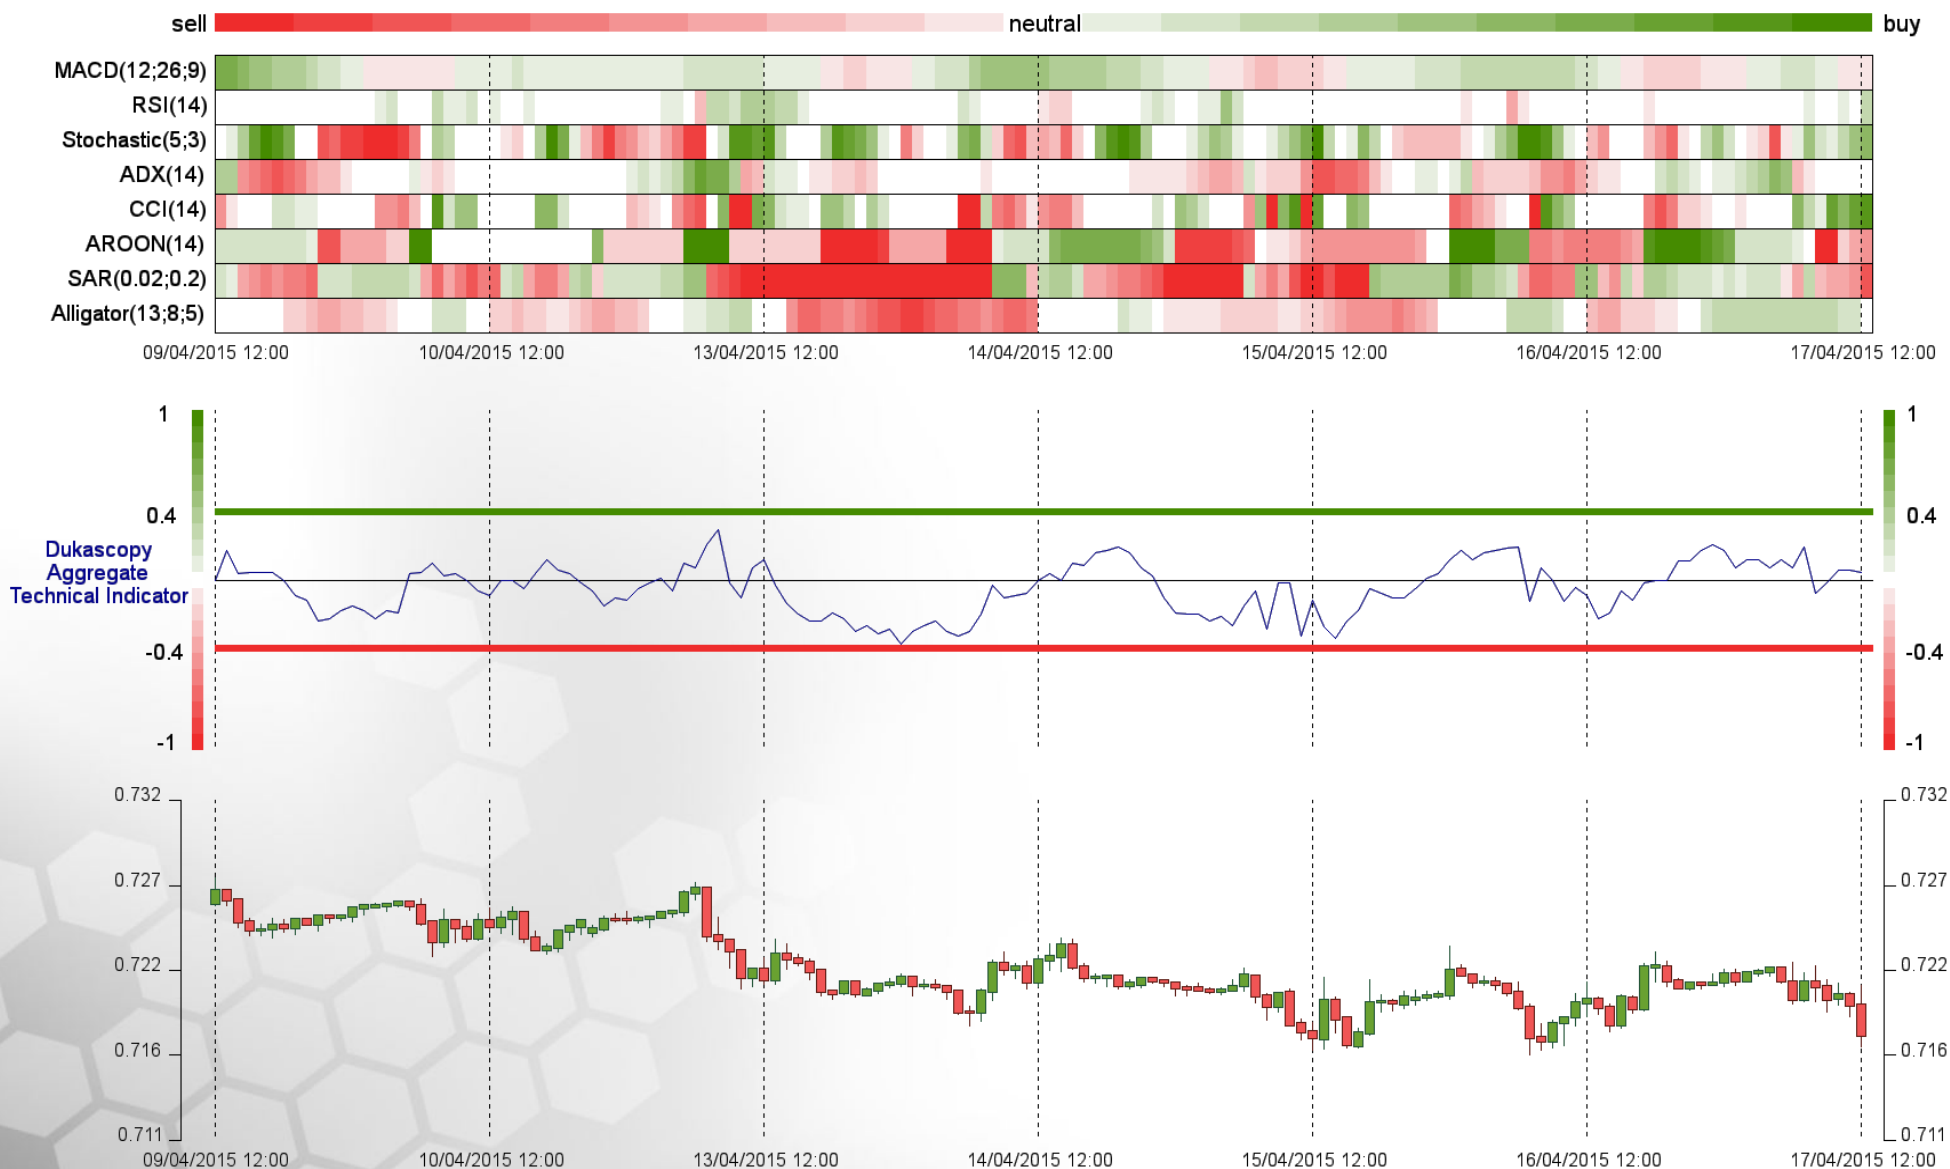 sell neutral buy
MACD(12;26;9)
RSI(14)
Stochastic(5;3)
ADX(14)
CCI(14)
AROON(14)
SAR(0.02;0.2)
Alligator(13;8;5)
09/04/2015 12:00 10/04/2015 12:00 13/04/2015 12:00 14/04/2015 12:00 15/04/2015 12:00 16/04/2015 12:00 17/04/2015 12:00
1 1
0.4 0.4
Dukascopy
Aggregate
Technical Indicator
-0.4 -0.4
-1 -1
0.732 0.732
0.727 0.727
0.722 0.722
0.716 0.716
0.711 0.711
09/04/2015 12:00 10/04/2015 12:00 13/04/2015 12:00 14/04/2015 12:00 15/04/2015 12:00 16/04/2015 12:00 17/04/2015 12:00